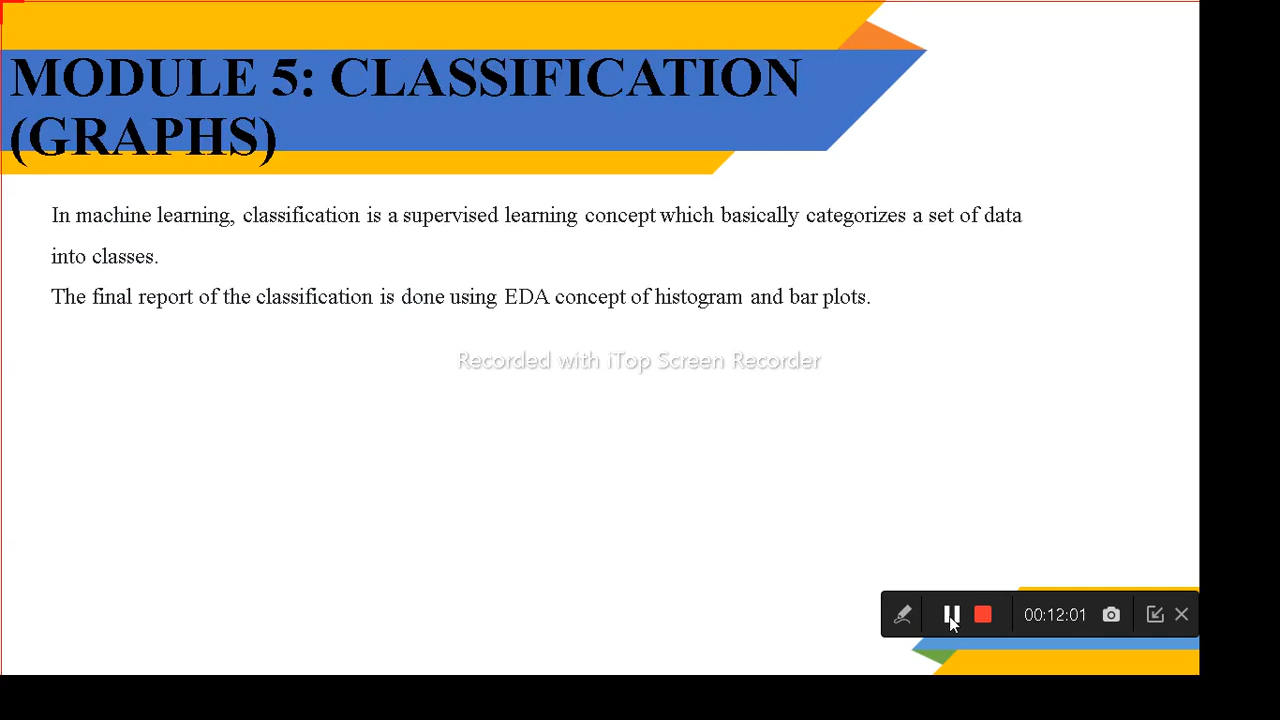 MODULE 5: CLASSIFICATION
(GRAPHS)
In machine learning, classification is a supervised learning concept which basically categorizes a set of data
into classes.
The final report of the classification is done using EDA concept of histogram and bar plots.
Recorded with iTop Screen Recorder
00:12:01